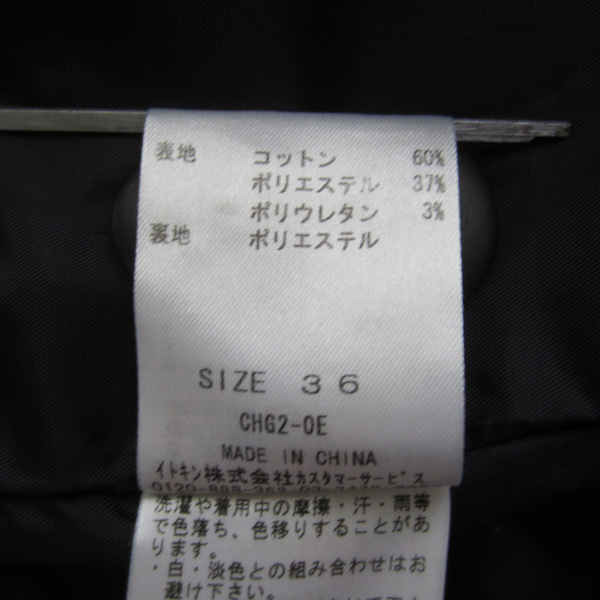 表地 コットン 60%
ポリエステル 37%
ポリウレタン 3%
裏地 ポリエステル
SIZE 36
CHG2-0E
MADE IN CHINA
イトキン株式会社カスタマーサービス
0120-888-363
洗濯や着用中の摩擦・汗・雨等
で色落ち、色移りすることがあ
ります。
・白・淡色との組み合わせはお
避け下さい。